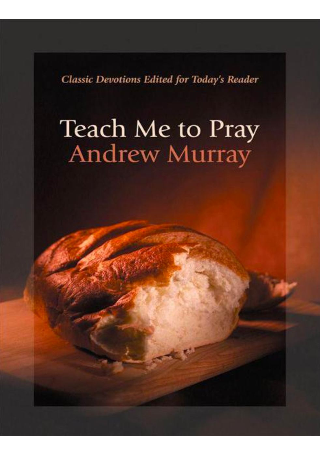 Classic Devotions Edited for Today's Reader
Teach Me to Pray
Andrew Murray